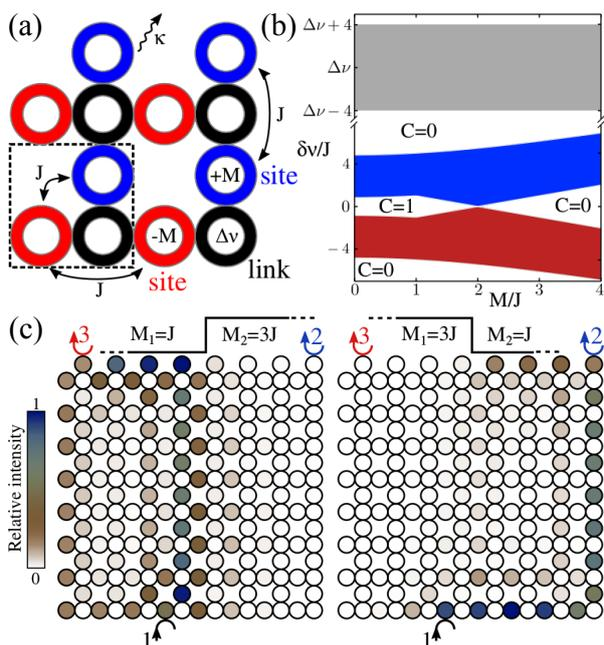 (a)
κ
J
+M
site
J
-M
Δν
link
J
site
(b)
Δν + 4
Δν
Δν − 4
C=0
δν/J
4
0
− 4
C=1
C=0
C=0
0 1 2 3 4
M/J
(c)
3
M₁=J
M₂=3J
2
3
M₁=3J
M₂=J
2
1
Relative intensity
0
1
1